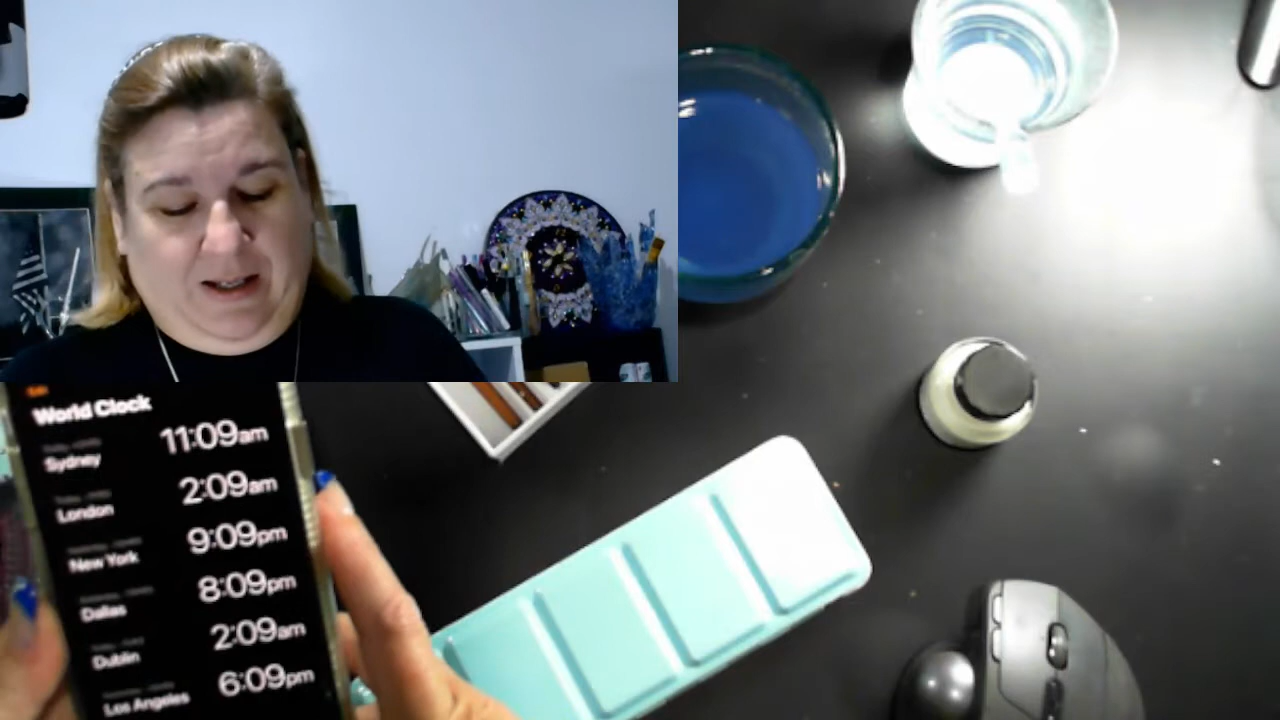 World Clock
Sydney 11:09am
London 2:09am
New York 9:09pm
Dallas 8:09pm
Dublin 2:09am
Los Angeles 6:09pm